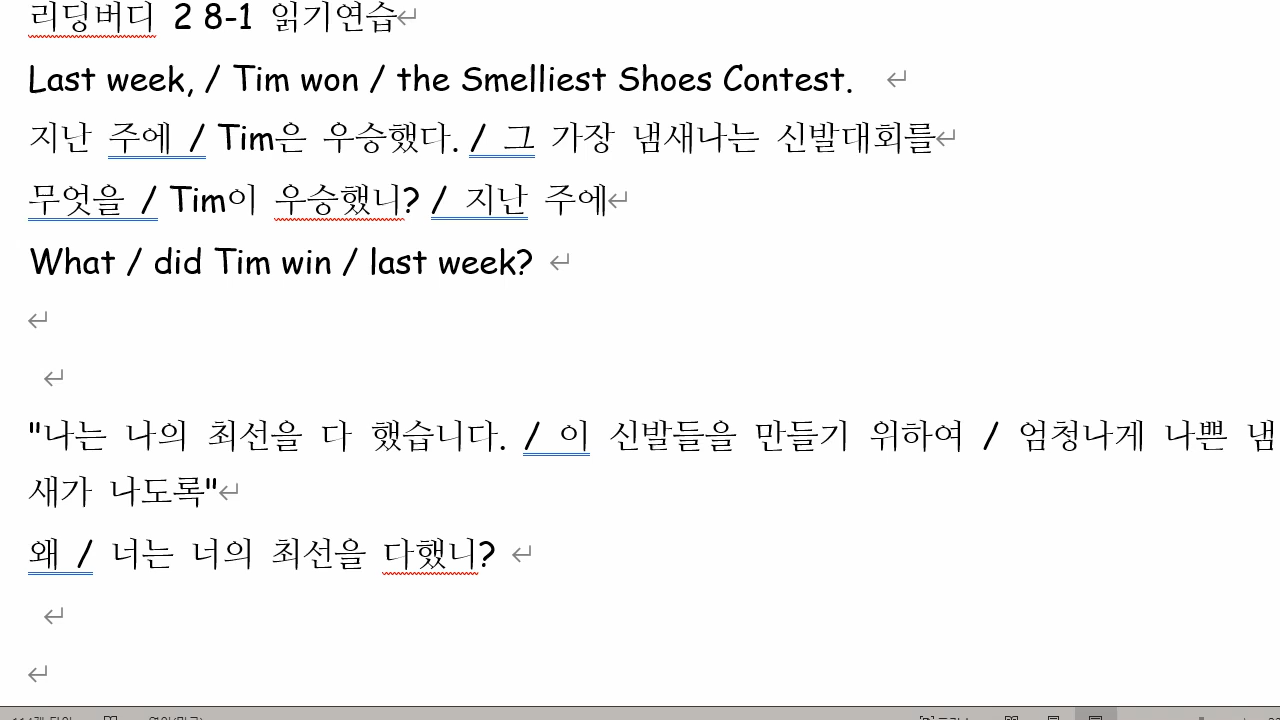 리딩버디 2 8-1 읽기연습
Last week, / Tim won / the Smelliest Shoes Contest.
지난 주에 / Tim은 우승했다. / 그 가장 냄새나는 신발대회를
무엇을 / Tim이 우승했니? / 지난 주에
What / did Tim win / last week?
"나는 나의 최선을 다 했습니다. / 이 신발들을 만들기 위하여 / 엄청나게 나쁜 냄
새가 나도록"
왜 / 너는 너의 최선을 다했니?